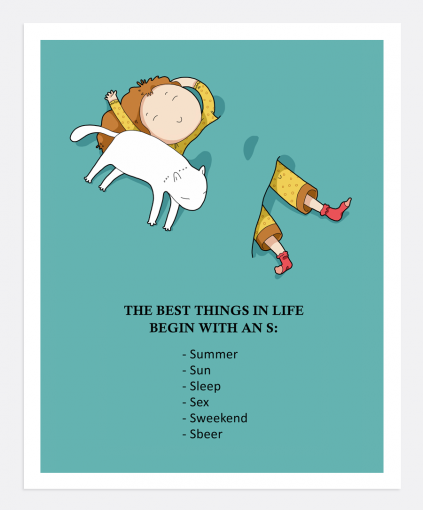 THE BEST THINGS IN LIFE
BEGIN WITH AN S:
- Summer
- Sun
- Sleep
- Sex
- Sweekend
- Sbeer